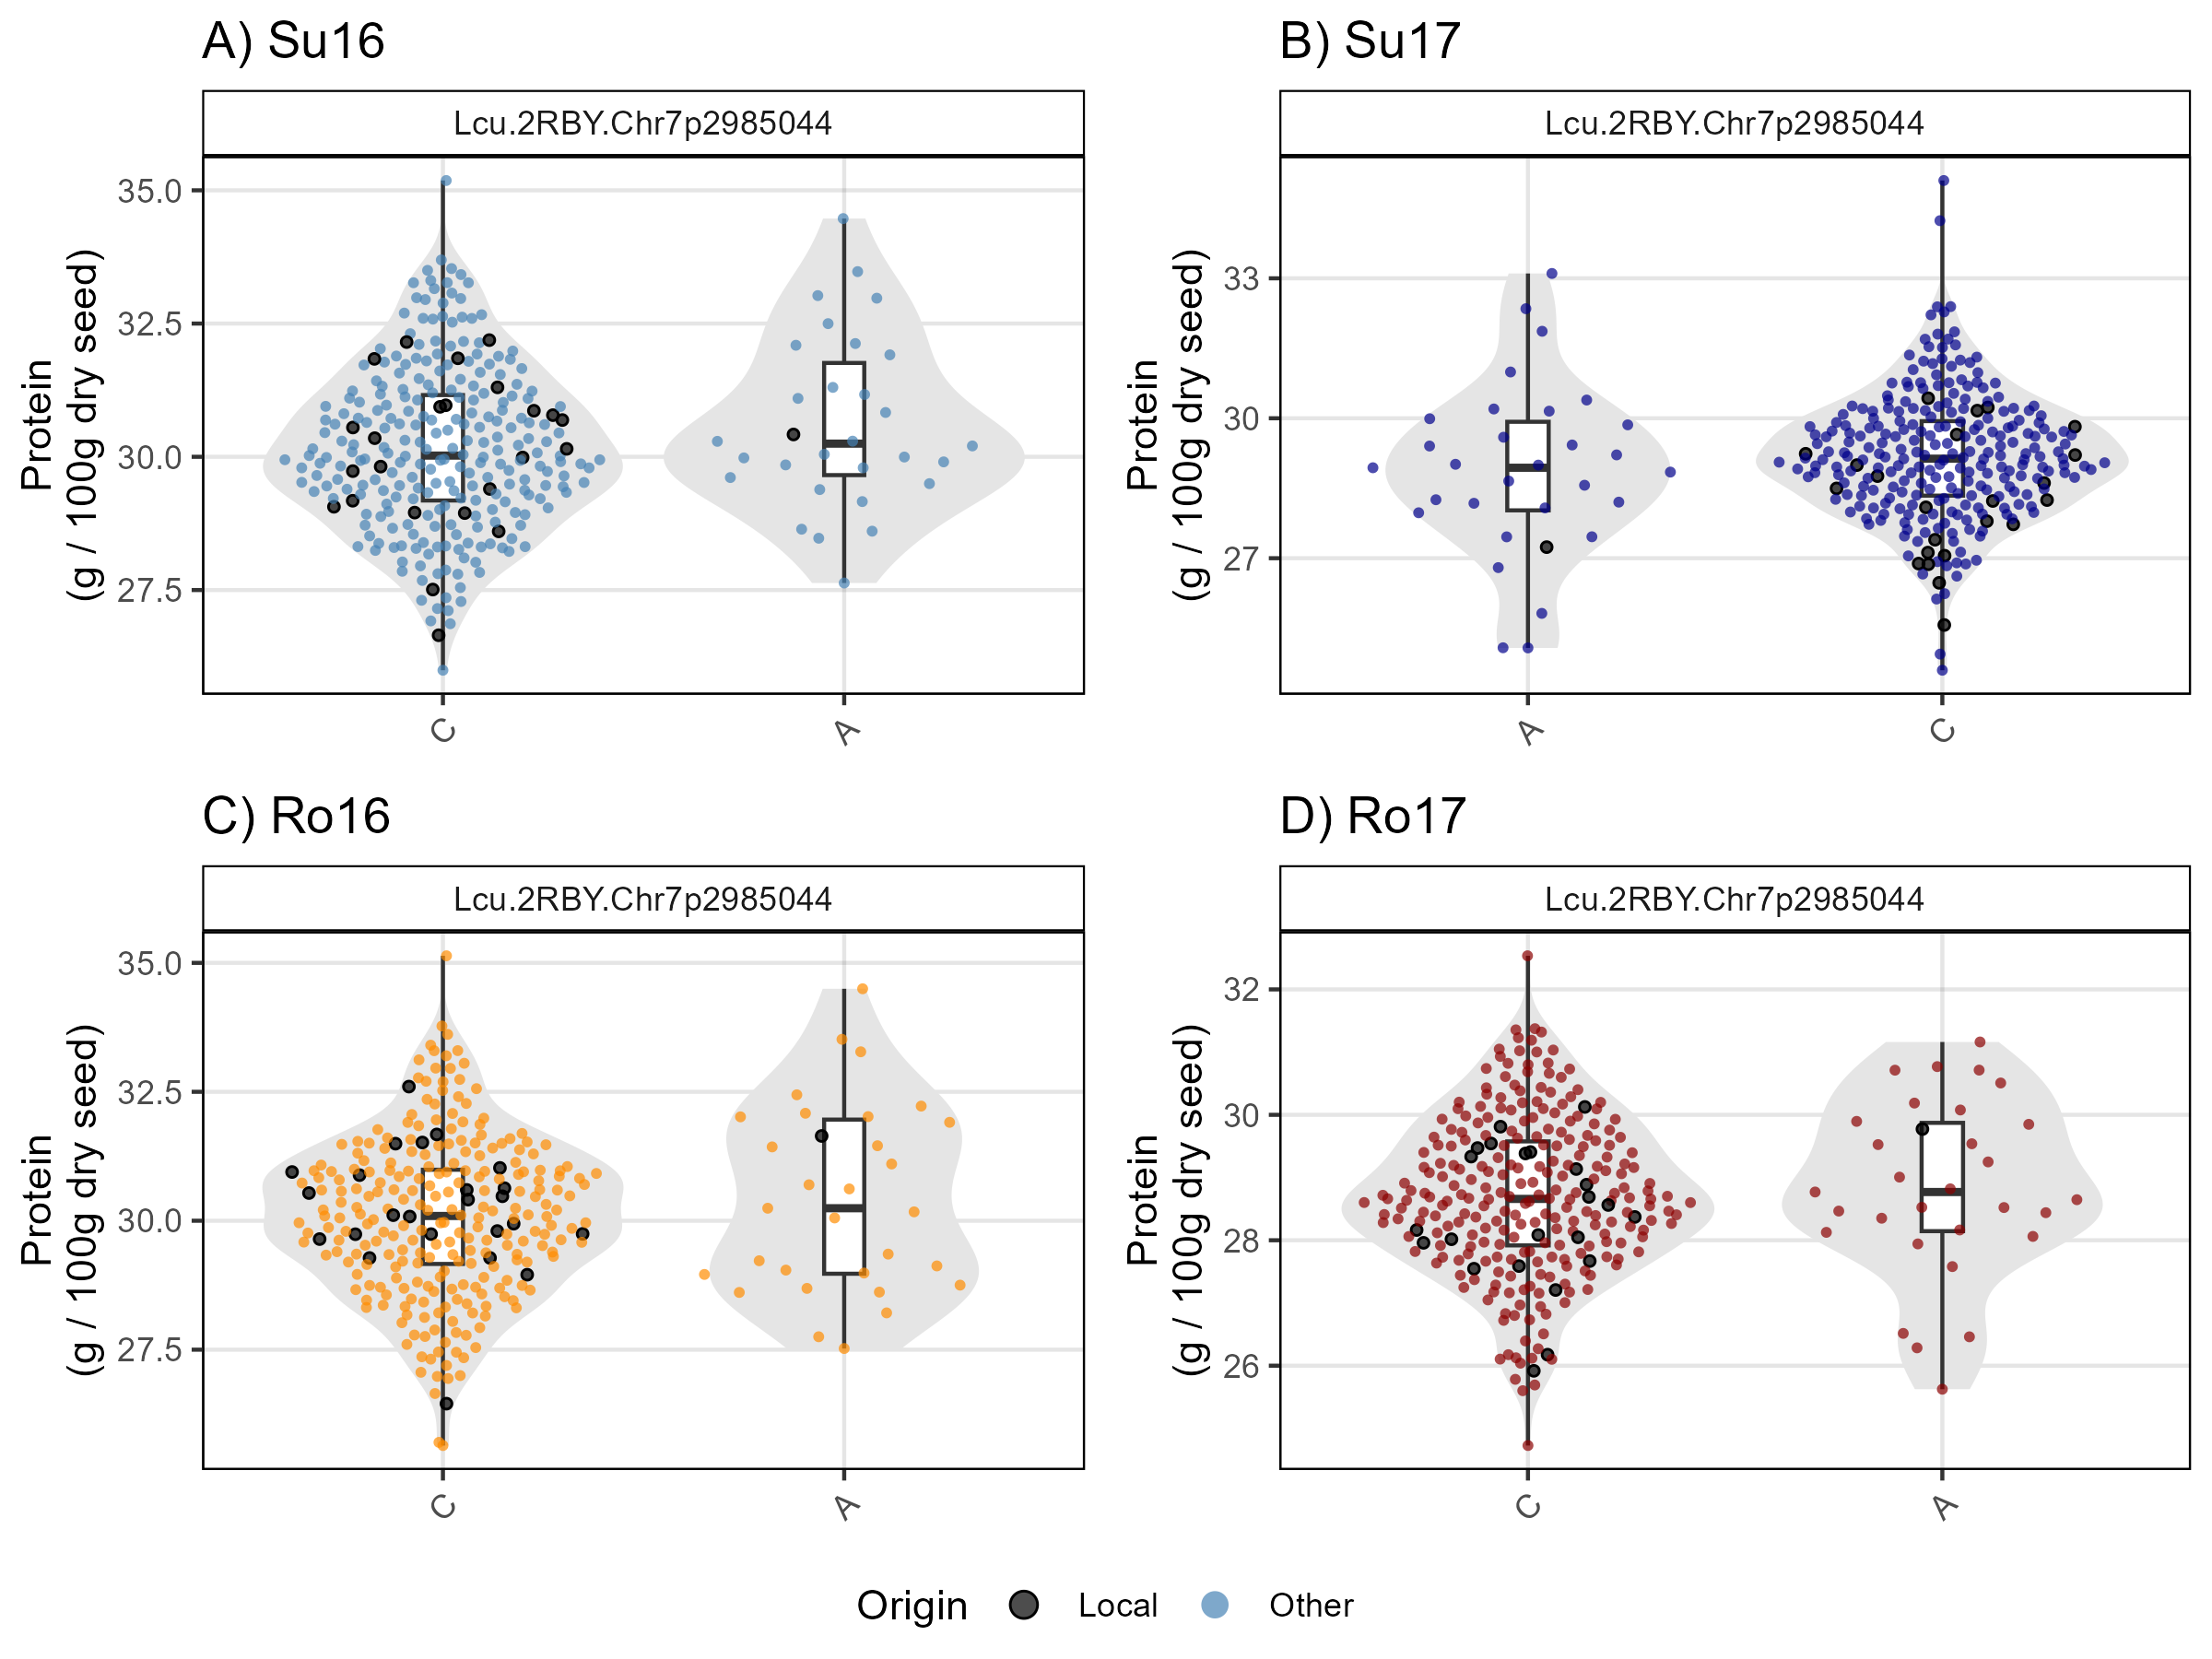 A) Su16
Lcu.2RBY.Chr7p2985044
Protein
(g / 100g dry seed)
35.0
32.5
30.0
27.5
C
A
B) Su17
Lcu.2RBY.Chr7p2985044
Protein
(g / 100g dry seed)
33
30
27
A
C
C) Ro16
Lcu.2RBY.Chr7p2985044
Protein
(g / 100g dry seed)
35.0
32.5
30.0
27.5
C
A
D) Ro17
Lcu.2RBY.Chr7p2985044
Protein
(g / 100g dry seed)
32
30
28
26
C
A
Origin Local Other